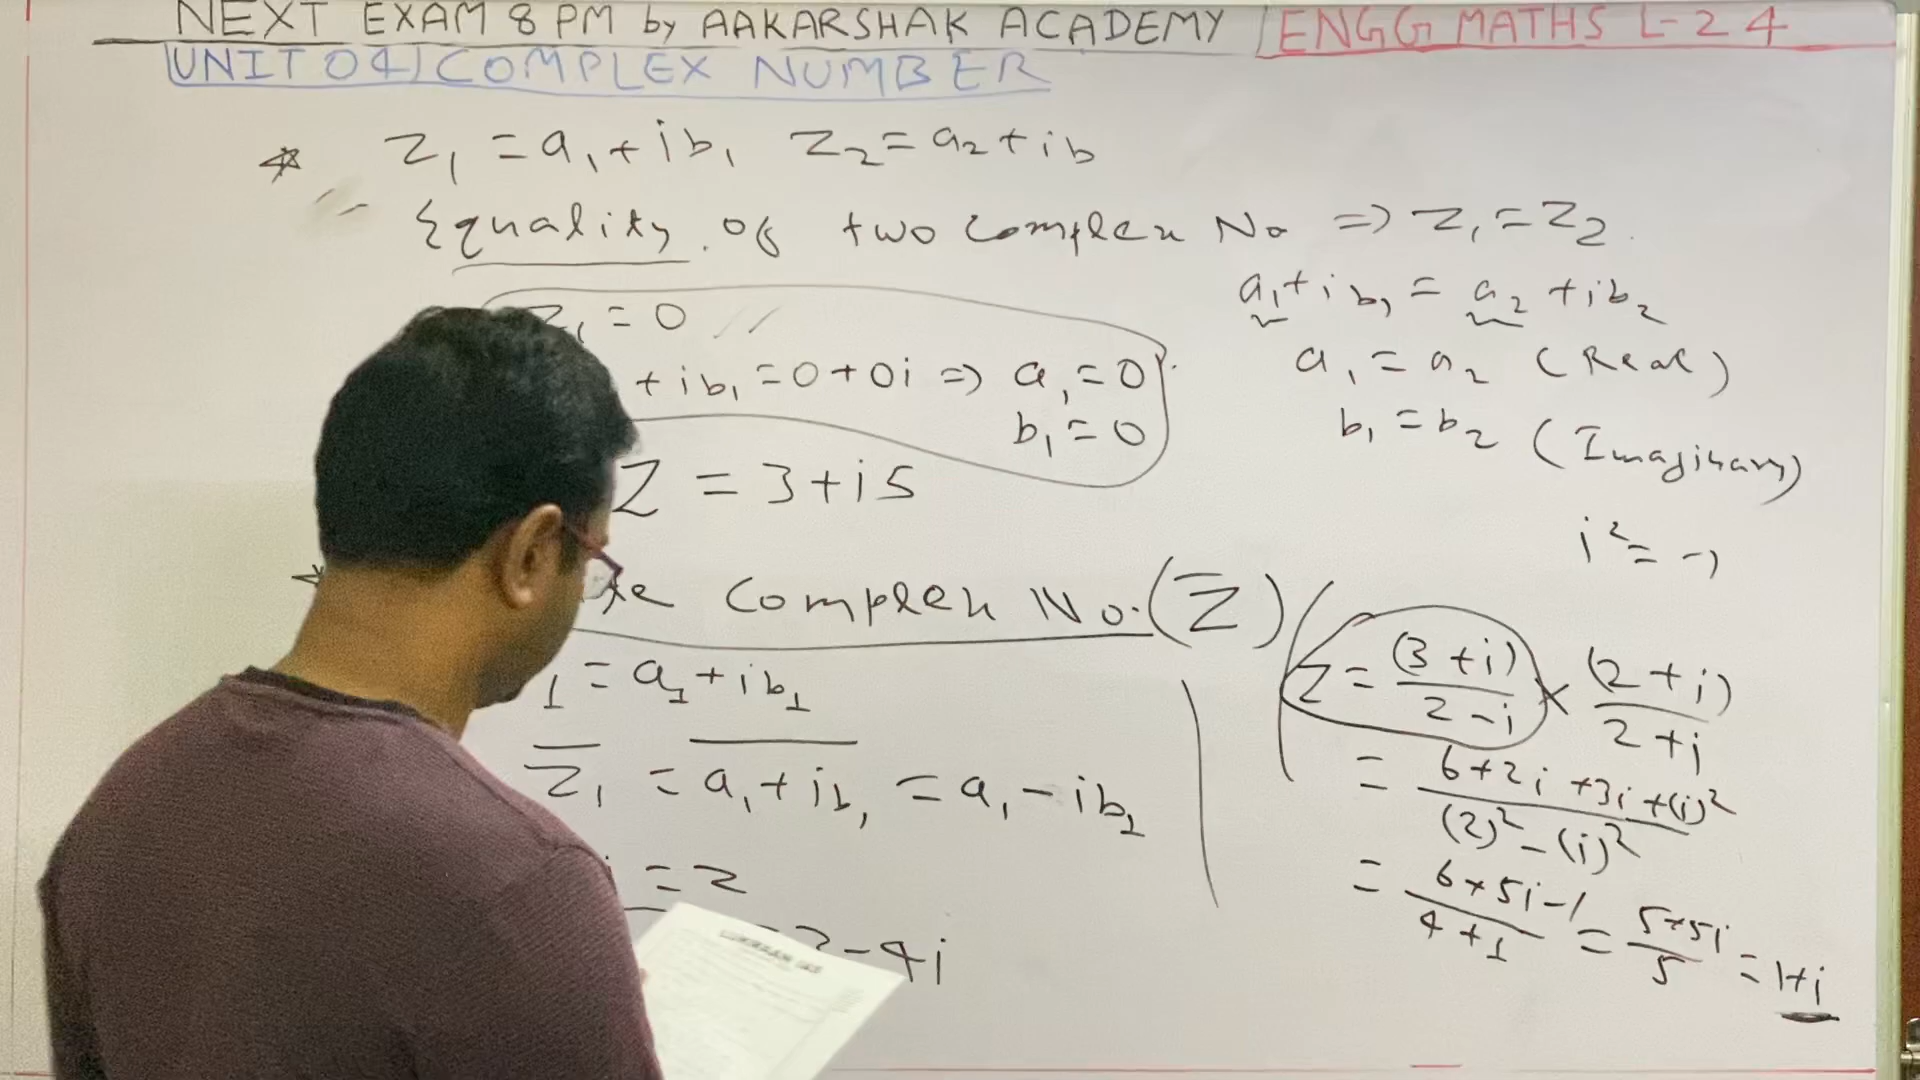 NEXT EXAM 8 PM by AAKARSHAK ACADEMY ENGG MATHS L-24
UNIT 04 COMPLEX NUMBER
* Z₁ = a₁ + ib₁ Z₂ = a₂ + ib
Equality of two Complex No => Z₁ = Z₂
a₁ + ib₁ = a₂ + ib₂
a₁ = a₂ (Real)
b₁ = b₂ (Imaginary)
Z₁ = 0
+ ib₁ = 0 + 0i => a₁ = 0
b₁ = 0
Z = 3 + i5
i² = -1
Complex No. (Z̅)
₁ = a₁ + ib₁
Z̅₁ = a₁ + ib₁ = a₁ - ib₁
= 2
- 4i
Z = (3 + i)/(2 - i) × (2 + i)/(2 + i)
= (6 + 2i + 3i + (i)²)/((2)² - (i)²)
= (6 + 5i - 1)/(4 + 1) = (5 + 5i)/5 = 1 + i